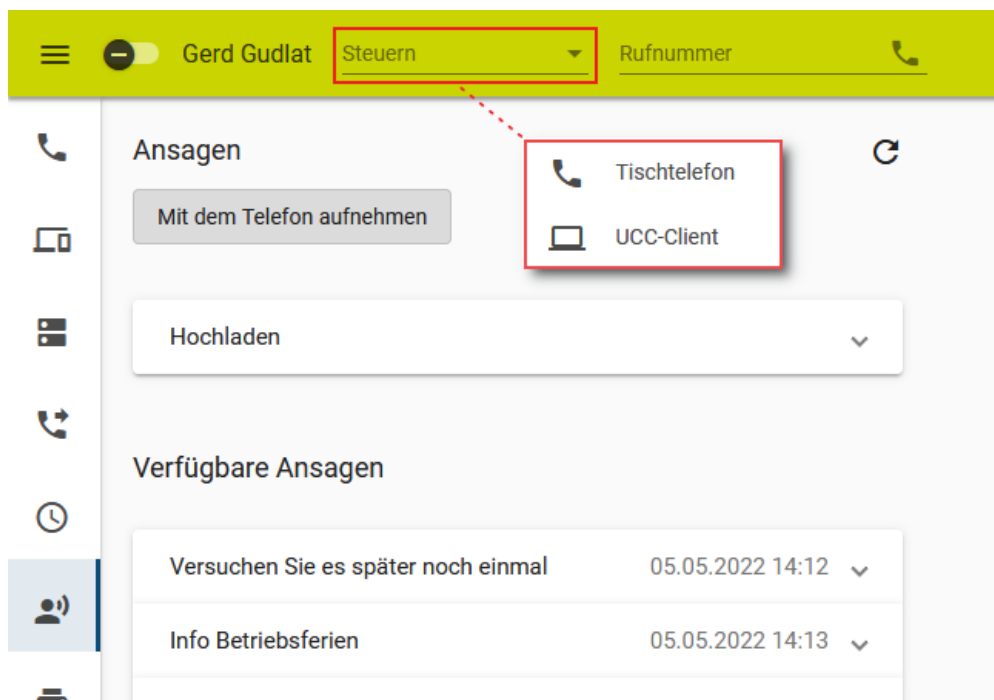 Gerd Gudlat Steuern Rufnummer
Ansagen
Tischtelefon
Mit dem Telefon aufnehmen
UCC-Client
Hochladen
Verfügbare Ansagen
Versuchen Sie es später noch einmal 05.05.2022 14:12
Info Betriebsferien 05.05.2022 14:13